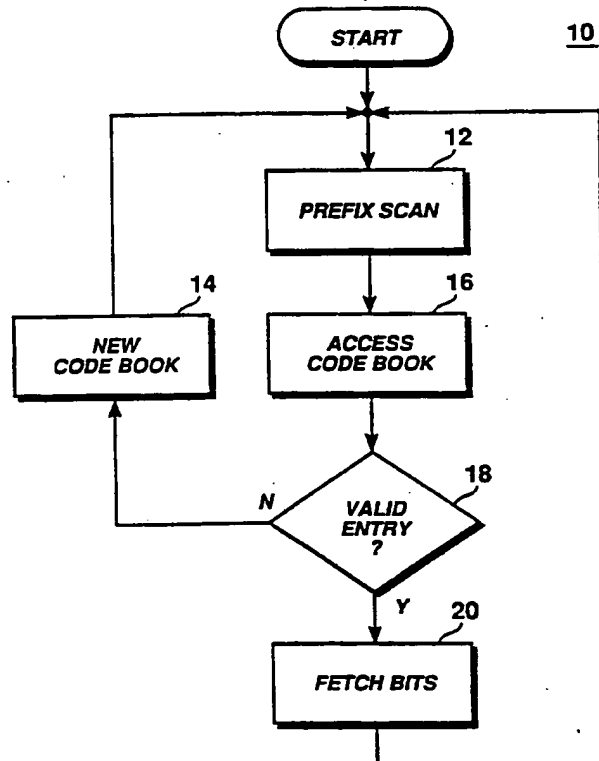 START
10
12
PREFIX SCAN
14
16
NEW
CODE BOOK
ACCESS
CODE BOOK
18
N
VALID
ENTRY
?
Y
20
FETCH BITS